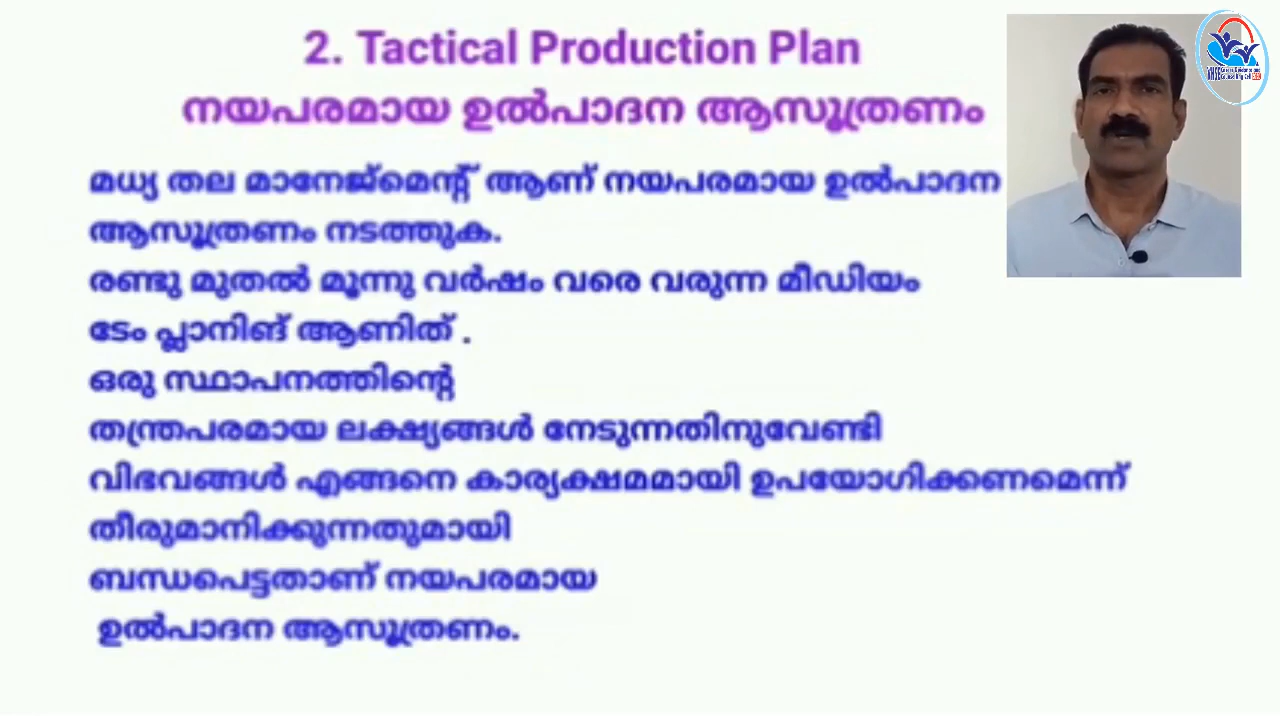 2. Tactical Production Plan
നയപരമായ ഉൽപാദന ആസൂത്രണം
മധ്യ തല മാനേജ്മെന്റ് ആണ് നയപരമായ ഉൽപാദന
ആസൂത്രണം നടത്തുക.
രണ്ടു മുതൽ മൂന്നു വർഷം വരെ വരുന്ന മീഡിയം
ടേം പ്ലാനിങ് ആണിത് .
ഒരു സ്ഥാപനത്തിന്റെ
തന്ത്രപരമായ ലക്ഷ്യങ്ങൾ നേടുന്നതിനുവേണ്ടി
വിഭവങ്ങൾ എങ്ങനെ കാര്യക്ഷമമായി ഉപയോഗിക്കണമെന്ന്
തീരുമാനിക്കുന്നതുമായി
ബന്ധപെട്ടതാണ് നയപരമായ
ഉൽപാദന ആസൂത്രണം.